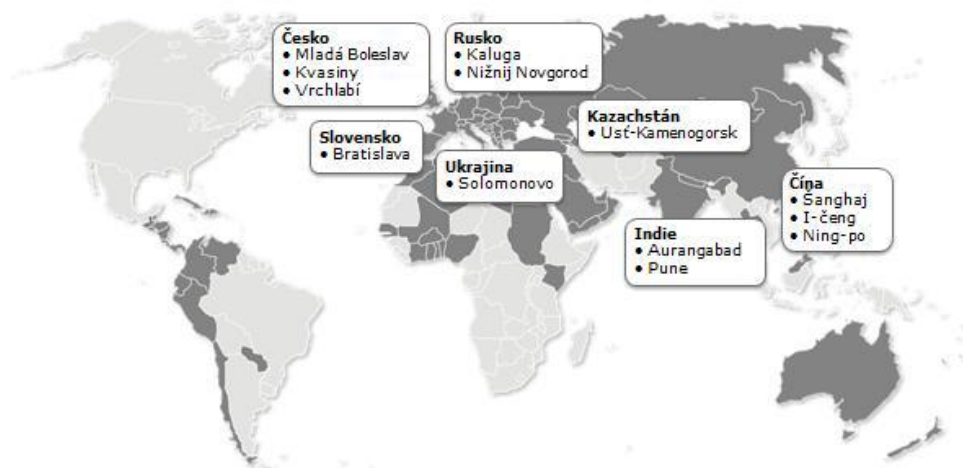 Česko
• Mladá Boleslav
• Kvasiny
• Vrchlabí
Rusko
• Kaluga
• Nižnij Novgorod
Kazachstán
• Usť-Kamenogorsk
Slovensko
• Bratislava
Ukrajina
• Solomonovo
Čína
• Šanghaj
• I-čeng
• Ning-po
Indie
• Aurangabad
• Pune